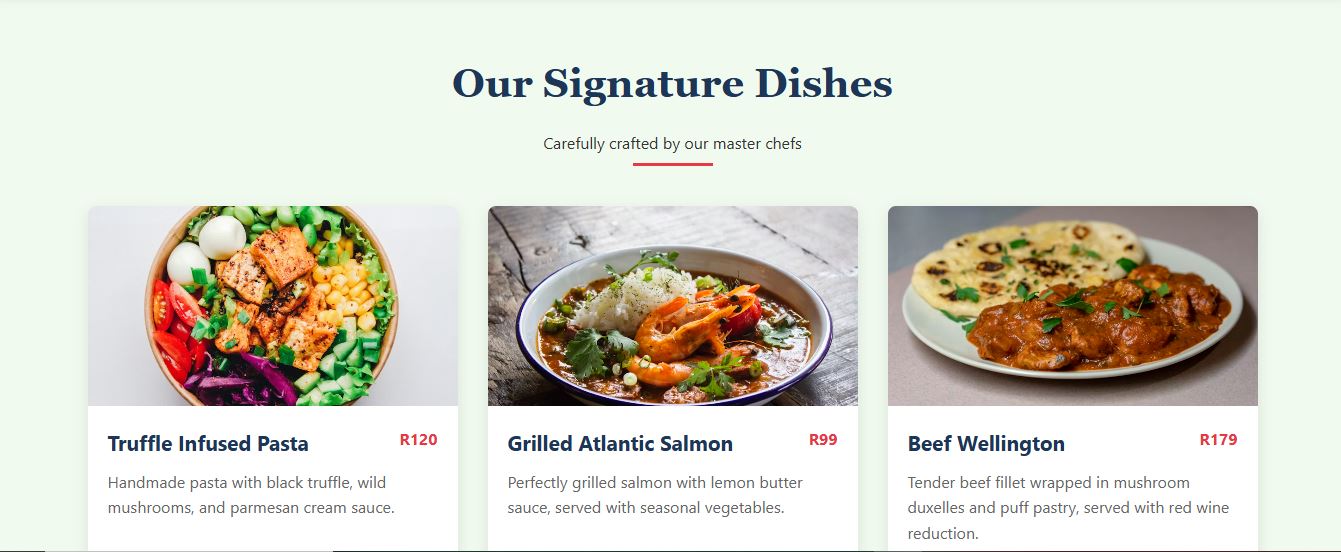 Our Signature Dishes
Carefully crafted by our master chefs
Truffle Infused Pasta
R120
Handmade pasta with black truffle, wild
mushrooms, and parmesan cream sauce.
Grilled Atlantic Salmon
R99
Perfectly grilled salmon with lemon butter
sauce, served with seasonal vegetables.
Beef Wellington
R179
Tender beef fillet wrapped in mushroom
duxelles and puff pastry, served with red wine
reduction.